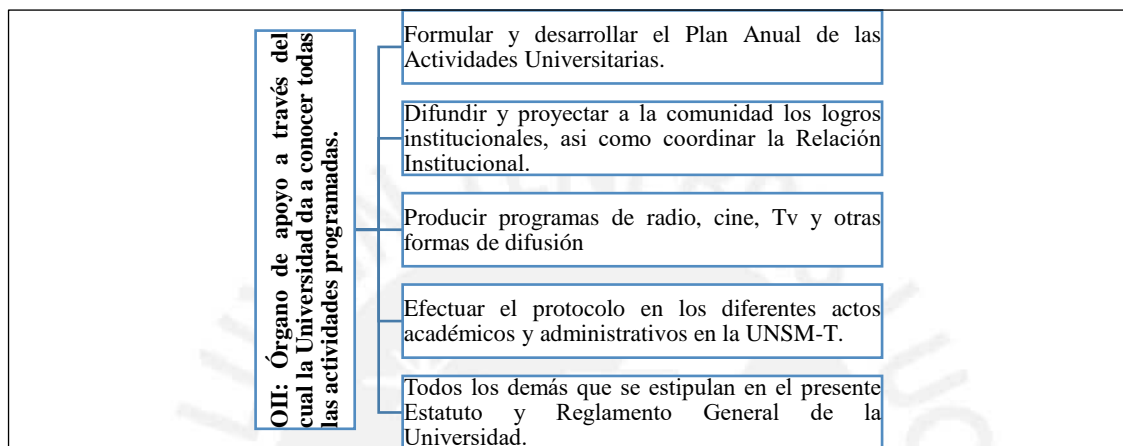 OII: Órgano de apoyo a través del
cual la Universidad da a conocer todas
las actividades programadas.
Formular y desarrollar el Plan Anual de las
Actividades Universitarias.
Difundir y proyectar a la comunidad los logros
institucionales, asi como coordinar la Relación
Institucional.
Producir programas de radio, cine, Tv y otras
formas de difusión
Efectuar el protocolo en los diferentes actos
académicos y administrativos en la UNSM-T.
Todos los demás que se estipulan en el presente
Estatuto y Reglamento General de la
Universidad.